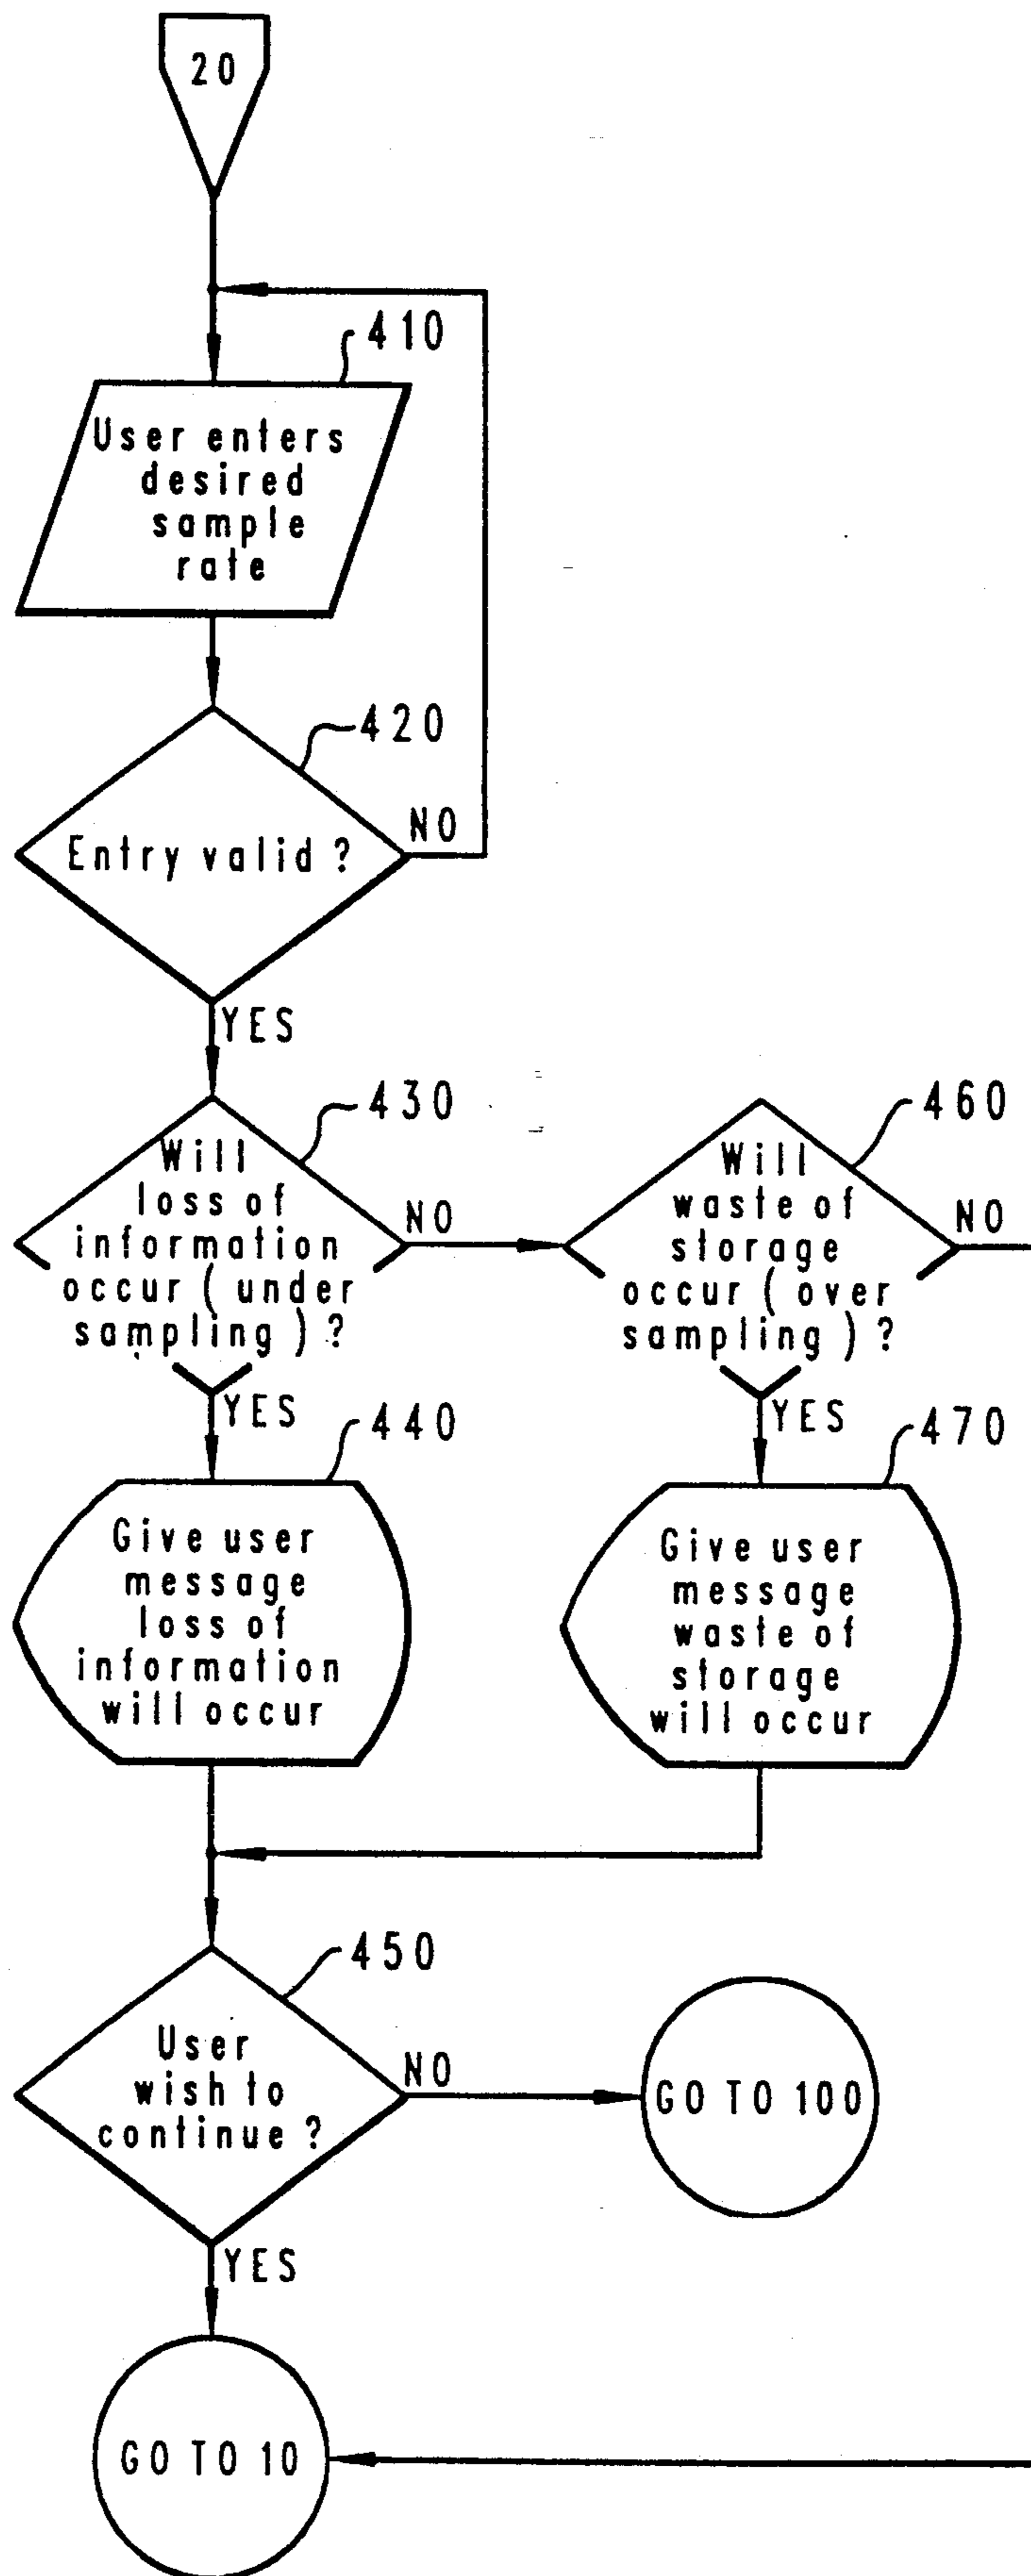 20
410
User enters
desired
sample
rate
420
Entry valid ?
NO
YES
430
Will
loss of
information
occur ( under
sampling ) ?
NO
YES
460
Will
waste of
storage
occur ( over
sampling ) ?
NO
YES
440
Give user
message
loss of
information
will occur
470
Give user
message
waste of
storage
will occur
450
User
wish to
continue ?
NO
GO TO 100
YES
GO TO 10